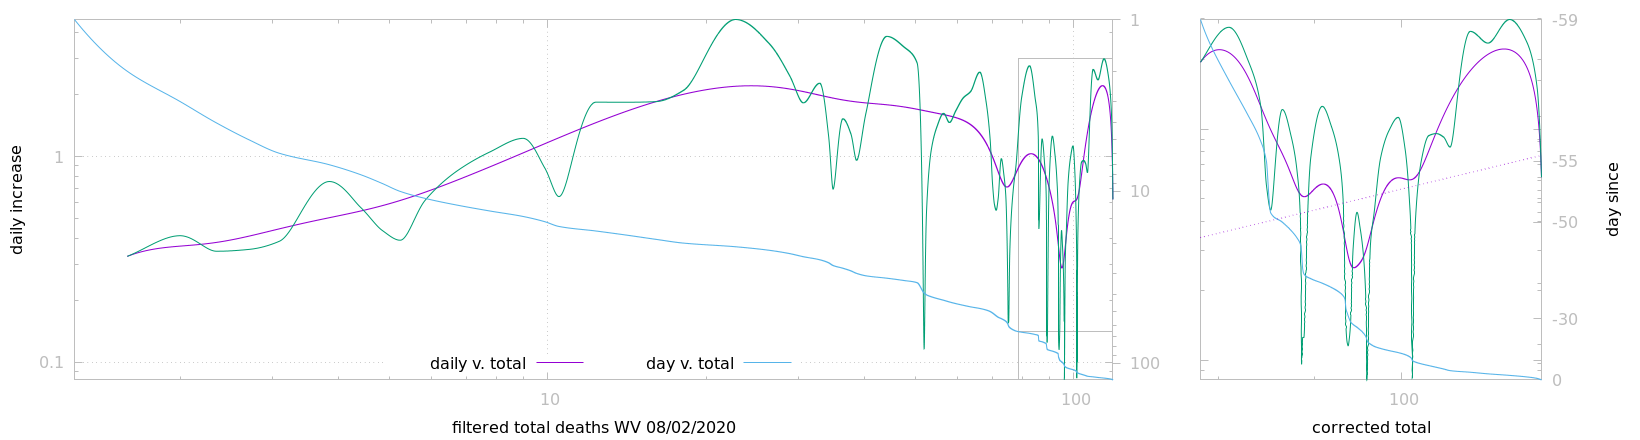 daily increase
1
0.1
10
100
daily v. total
day v. total
filtered total deaths WV 08/02/2020
1
10
100
100
corrected total
-59
-55
-50
-30
0
day since